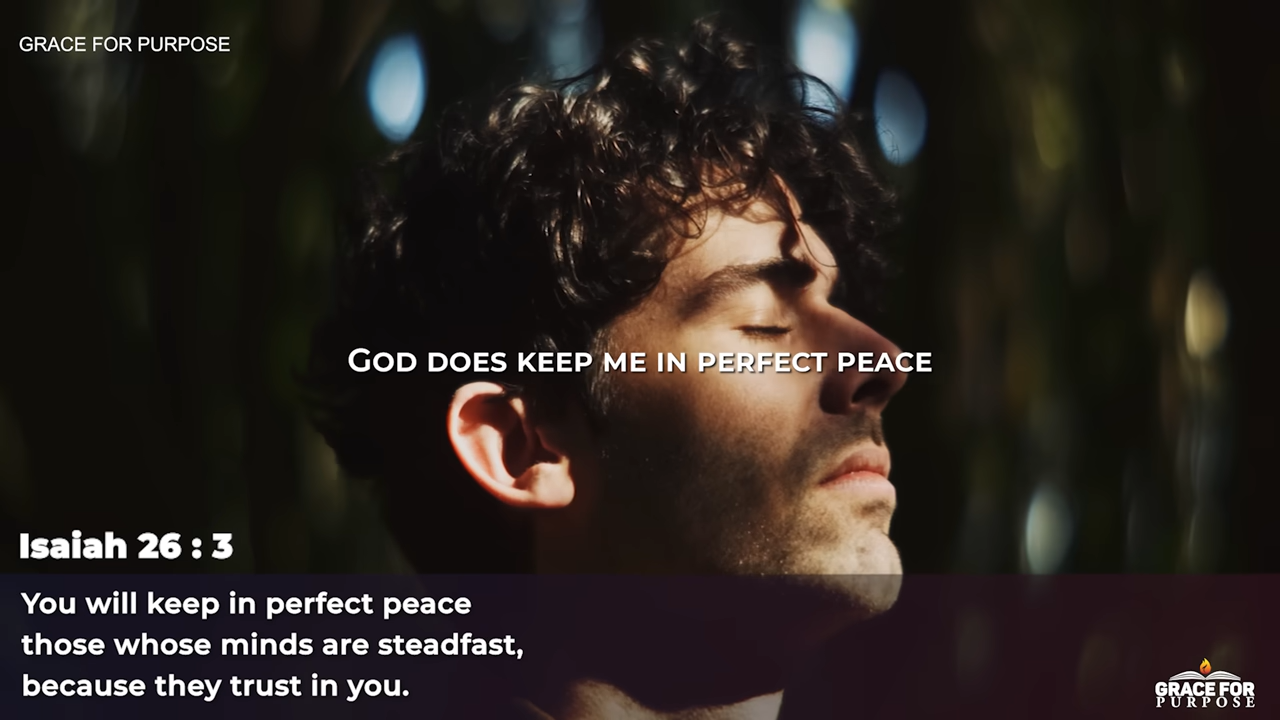 GRACE FOR PURPOSE
GOD DOES KEEP ME IN PERFECT PEACE
Isaiah 26 : 3
You will keep in perfect peace
those whose minds are steadfast,
because they trust in you.
GRACE FOR
PURPOSE